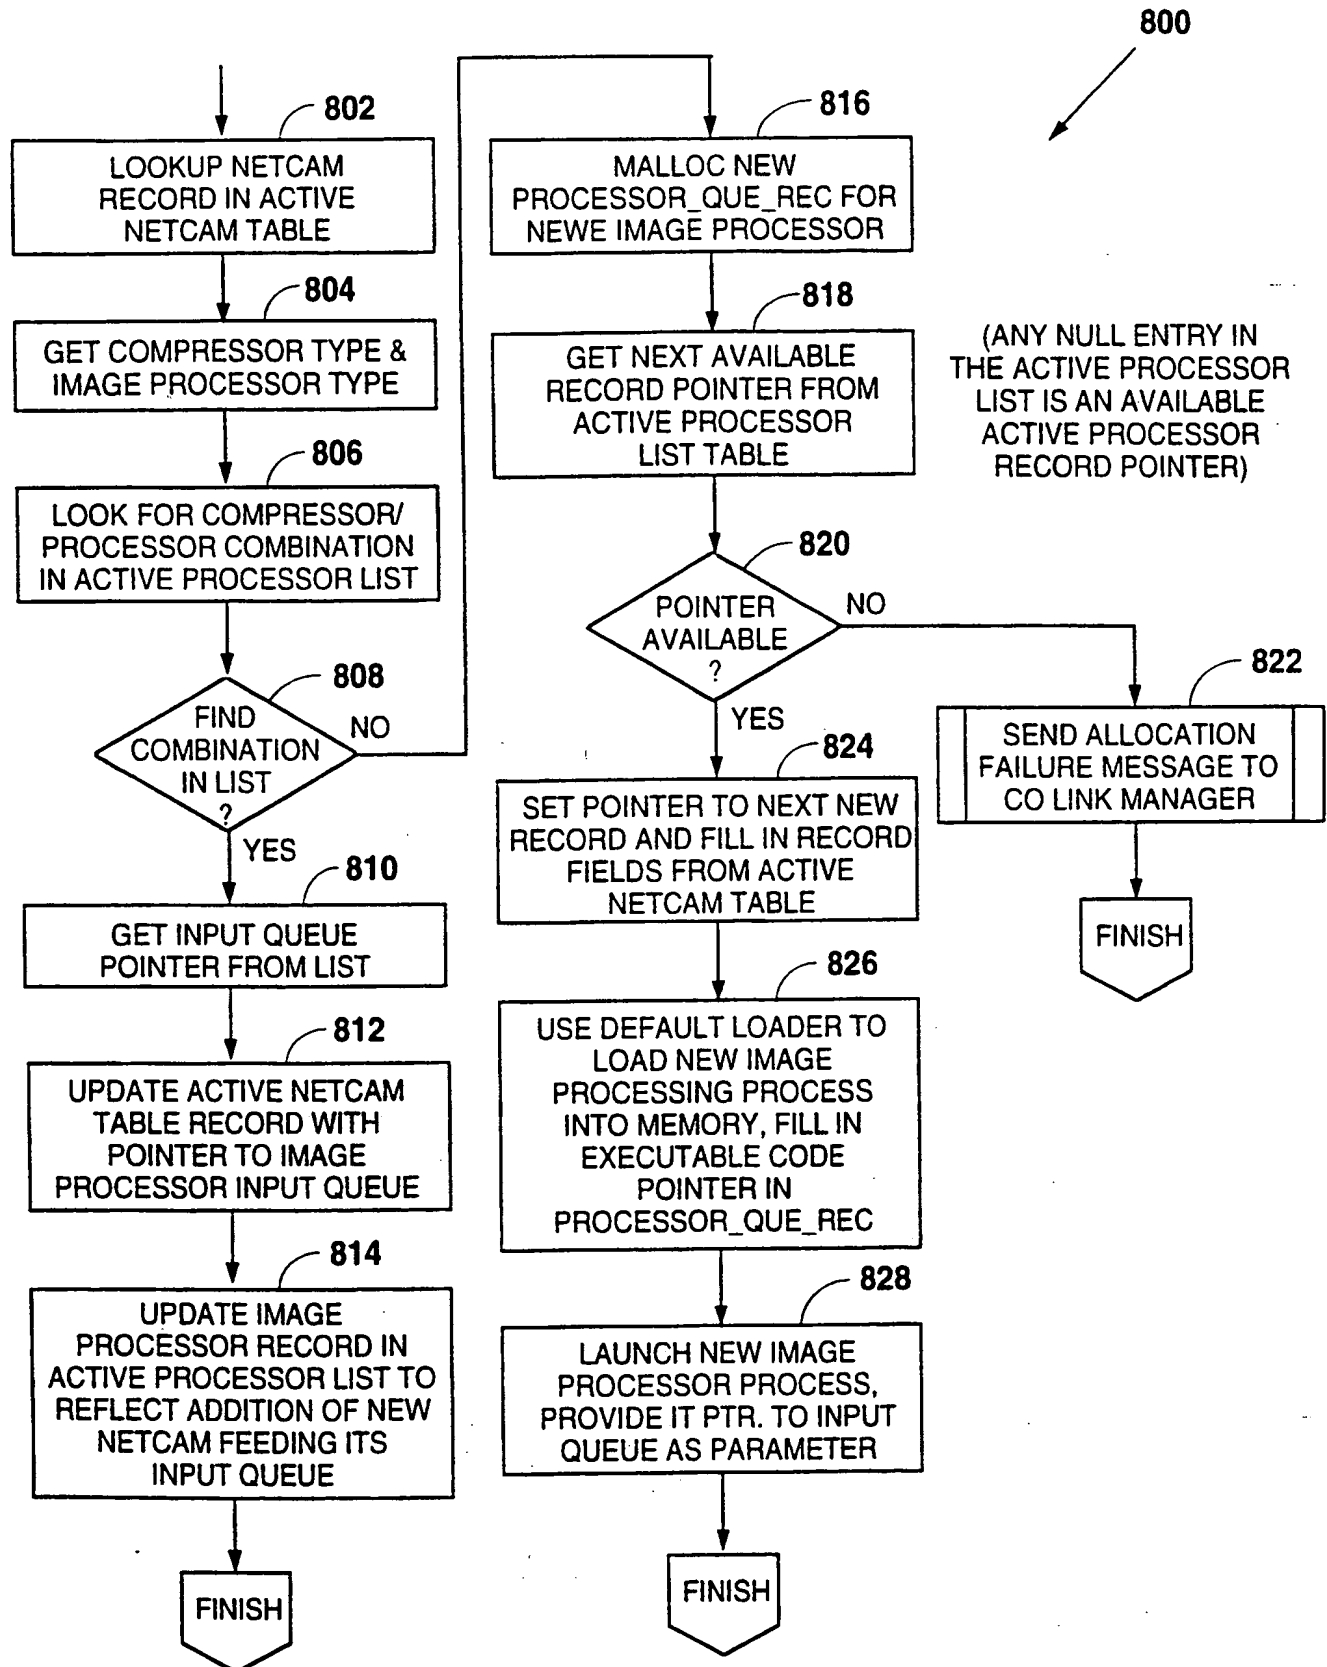 800
802
LOOKUP NETCAM
RECORD IN ACTIVE
NETCAM TABLE
804
GET COMPRESSOR TYPE &
IMAGE PROCESSOR TYPE
806
LOOK FOR COMPRESSOR/
PROCESSOR COMBINATION
IN ACTIVE PROCESSOR LIST
808
FIND
COMBINATION
IN LIST
?
NO
YES
810
GET INPUT QUEUE
POINTER FROM LIST
812
UPDATE ACTIVE NETCAM
TABLE RECORD WITH
POINTER TO IMAGE
PROCESSOR INPUT QUEUE
814
UPDATE IMAGE
PROCESSOR RECORD IN
ACTIVE PROCESSOR LIST TO
REFLECT ADDITION OF NEW
NETCAM FEEDING ITS
INPUT QUEUE
FINISH
816
MALLOC NEW
PROCESSOR_QUE_REC FOR
NEWE IMAGE PROCESSOR
818
GET NEXT AVAILABLE
RECORD POINTER FROM
ACTIVE PROCESSOR
LIST TABLE
(ANY NULL ENTRY IN
THE ACTIVE PROCESSOR
LIST IS AN AVAILABLE
ACTIVE PROCESSOR
RECORD POINTER)
820
POINTER
AVAILABLE
?
NO
YES
822
SEND ALLOCATION
FAILURE MESSAGE TO
CO LINK MANAGER
FINISH
824
SET POINTER TO NEXT NEW
RECORD AND FILL IN RECORD
FIELDS FROM ACTIVE
NETCAM TABLE
826
USE DEFAULT LOADER TO
LOAD NEW IMAGE
PROCESSING PROCESS
INTO MEMORY, FILL IN
EXECUTABLE CODE
POINTER IN
PROCESSOR_QUE_REC
828
LAUNCH NEW IMAGE
PROCESSOR PROCESS,
PROVIDE IT PTR. TO INPUT
QUEUE AS PARAMETER
FINISH